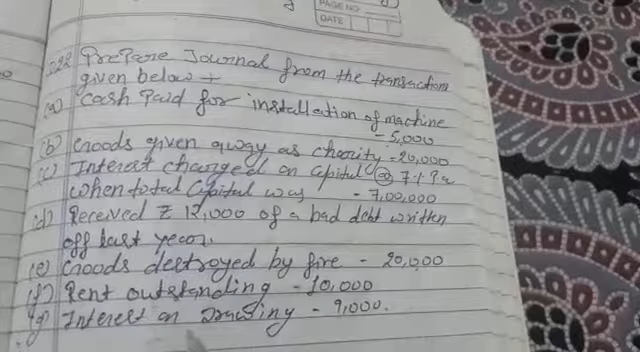 PAGE NO.
DATE
Q.22 Prepare Journal from the transactions
given below +
(a) Cash Paid for installation of machine
- 5,000
(b) Goods given away as charity - 20,000
(c) Interest charged on Capital @ 7% P.a
when total Capital was - 7,00,000
(d) Received ₹ 12,000 of a bad debt written
off last year.
(e) Goods destroyed by fire - 20,000
(f) Rent outstanding - 10,000
(g) Interest on drawing - 9,000.